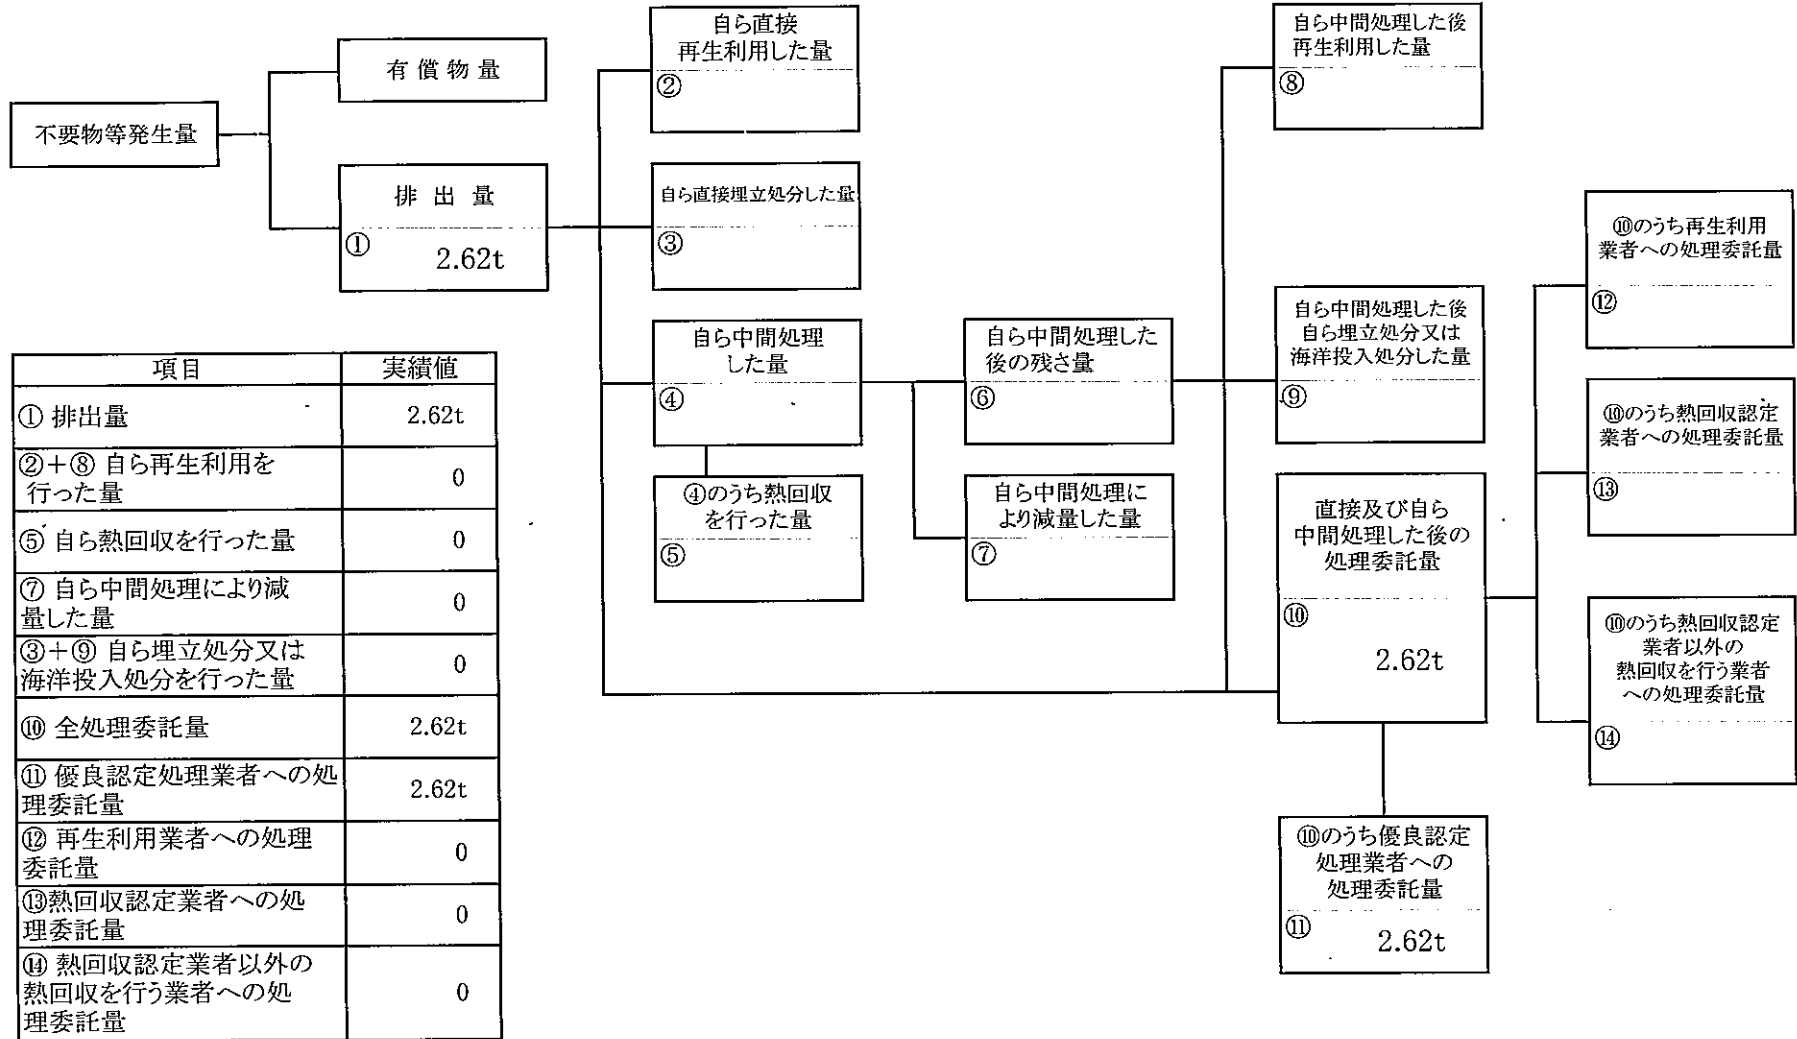 不要物等発生量
有償物量
排出量
①
2.62t
自ら直接
再生利用した量
②
自ら直接埋立処分した量
③
自ら中間処理
した量
④
④のうち熱回収
を行った量
⑤
自ら中間処理した
後の残さ量
⑥
自ら中間処理に
より減量した量
⑦
自ら中間処理した後
再生利用した量
⑧
自ら中間処理した後
自ら埋立処分又は
海洋投入処分した量
⑨
直接及び自ら
中間処理した後の
処理委託量
⑩
2.62t
⑩のうち優良認定
処理業者への
処理委託量
⑪
2.62t
⑩のうち再生利用
業者への処理委託量
⑫
⑩のうち熱回収認定
業者への処理委託量
⑬
⑩のうち熱回収認定
業者以外の
熱回収を行う業者
への処理委託量
⑭
項目 実績値
① 排出量 2.62t
②+⑧ 自ら再生利用を
行った量 0
⑤ 自ら熱回収を行った量 0
⑦ 自ら中間処理により減
量した量 0
③+⑨ 自ら埋立処分又は
海洋投入処分を行った量 0
⑩ 全処理委託量 2.62t
⑪ 優良認定処理業者への処
理委託量 2.62t
⑫ 再生利用業者への処理
委託量 0
⑬熱回収認定業者への処
理委託量 0
⑭ 熱回収認定業者以外の
熱回収を行う業者への処
理委託量 0